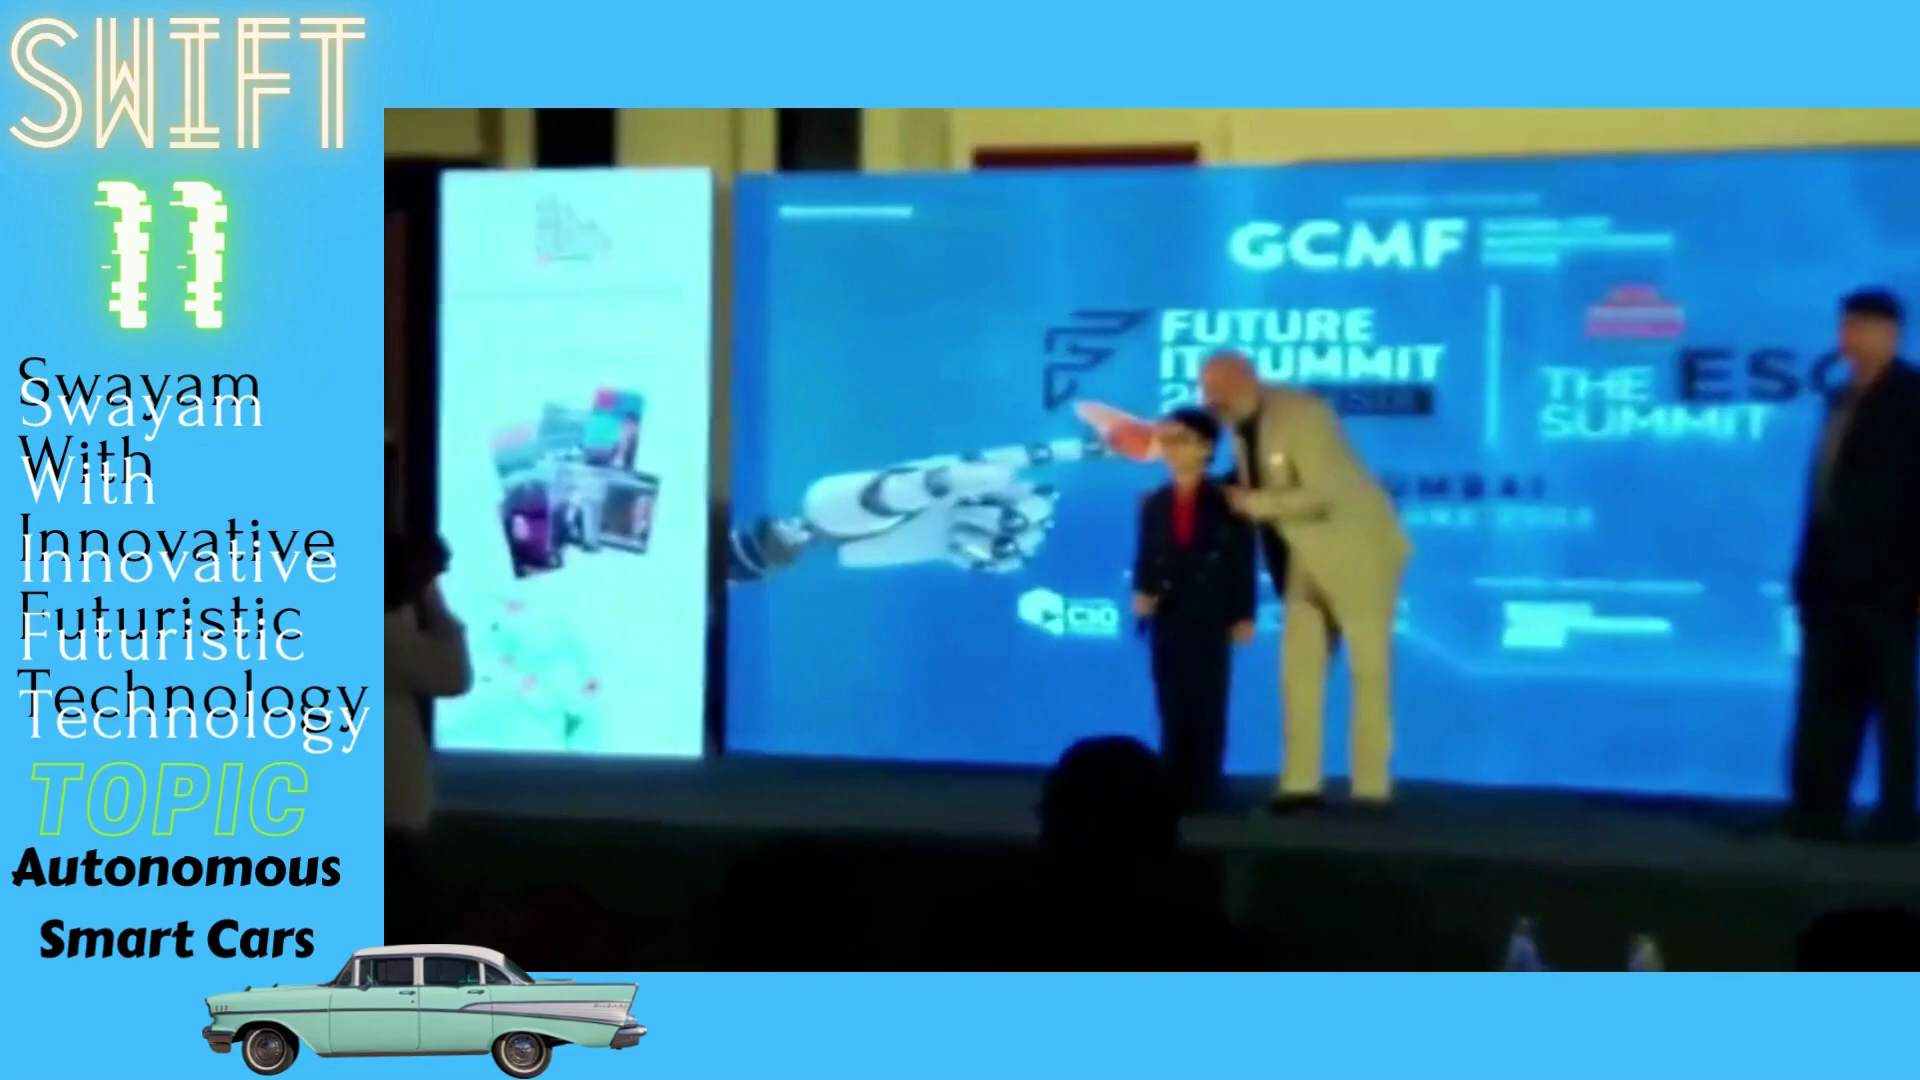 SWIFT
11
Swayam
With
Innovative
Futuristic
Technology
TOPIC
Autonomous
Smart Cars
GCMF
FUTURE
IT SUMMIT
THE
SUMMIT